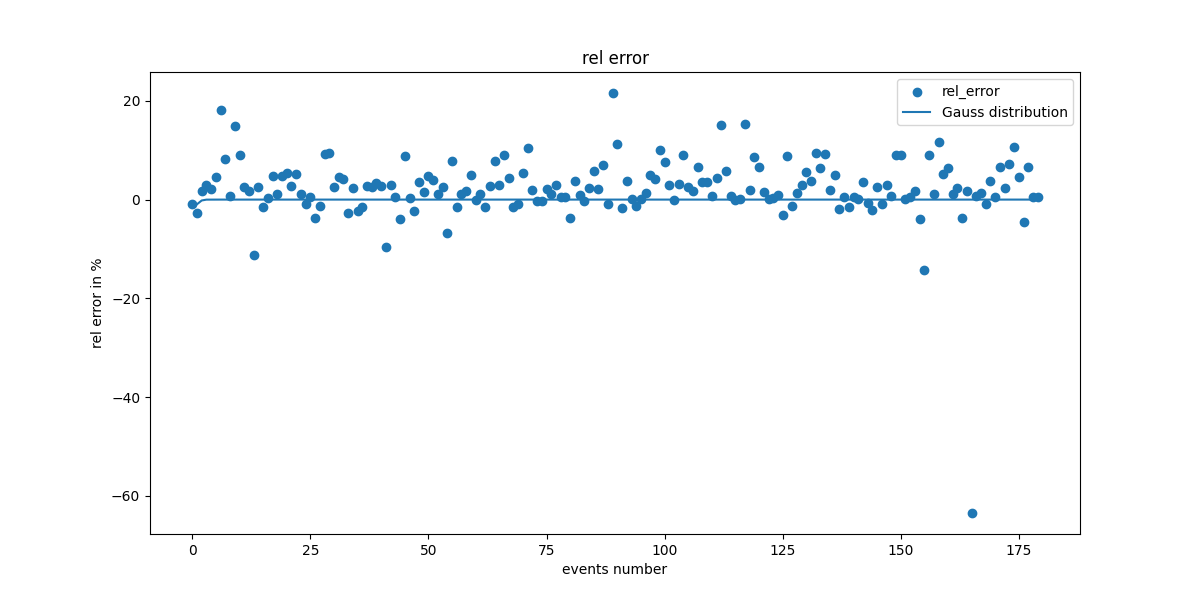 rel error
rel_error
Gauss distribution
20
0
−20
−40
−60
rel error in %
0 25 50 75 100 125 150 175
events number